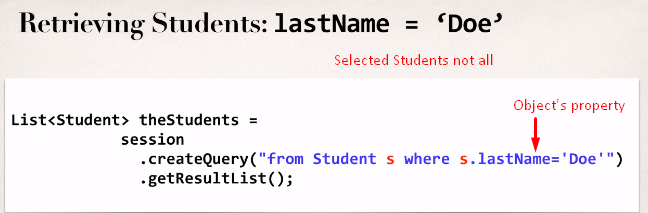 Retrieving Students: lastName = ‘Doe’
Selected Students not all
Object's property
List<Student> theStudents =
session
.createQuery("from Student s where s.lastName='Doe'")
.getResultList();